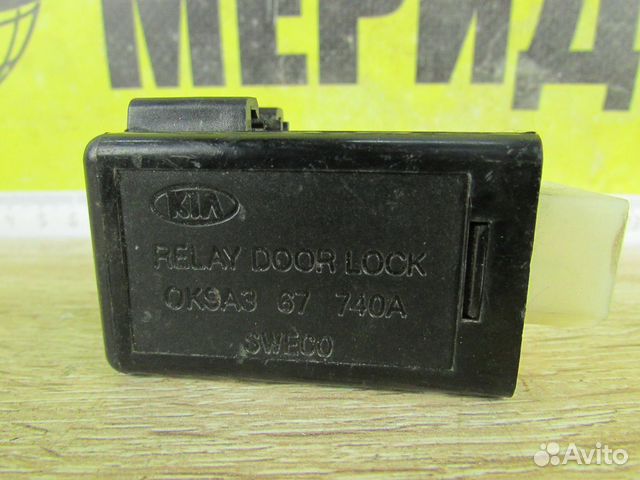 МЕРИД
KIA
RELAY DOOR LOCK
0K9A3 67 740A
SWECO
Avito